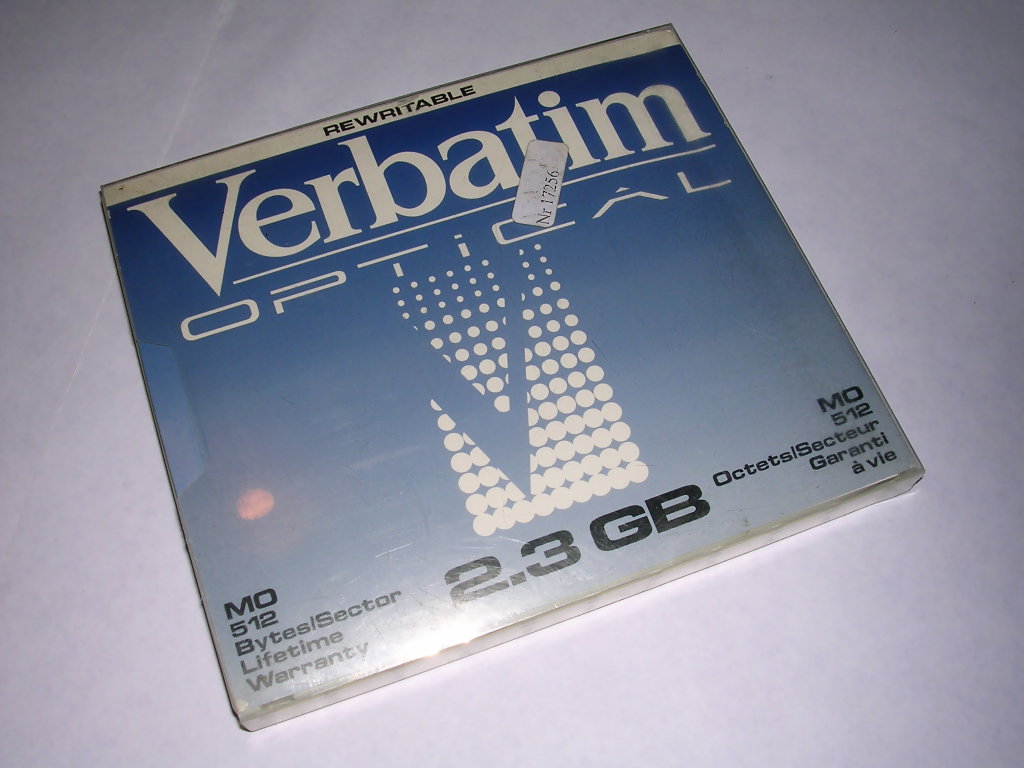 REWRITABLE
Verbatim
Nr 17256
OPTICAL
2.3 GB
MO
512
Bytes/Sector
Lifetime
Warranty
MO
512
Octets/Secteur
Garanti
à vie